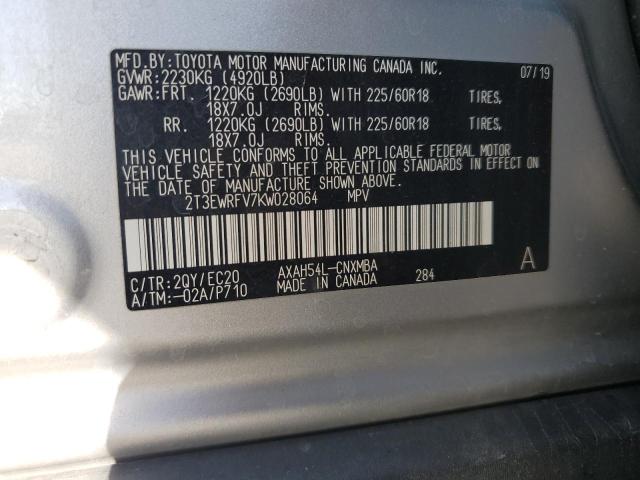 MFD.BY:TOYOTA MOTOR MANUFACTURING CANADA INC. 07/19
GVWR:2230KG (4920LB)
GAWR:FRT. 1220KG (2690LB) WITH 225/60R18 TIRES,
18X7.0J RIMS.
RR. 1220KG (2690LB) WITH 225/60R18 TIRES,
18X7.0J RIMS.
THIS VEHICLE CONFORMS TO ALL APPLICABLE FEDERAL MOTOR
VEHICLE SAFETY AND THEFT PREVENTION STANDARDS IN EFFECT ON
THE DATE OF MANUFACTURE SHOWN ABOVE.
2T3EWRFV7KW028064 MPV
C/TR:2QY/EC20 AXAH54L-CNXMBA A
A/TM:-02A/P710 MADE IN CANADA 284